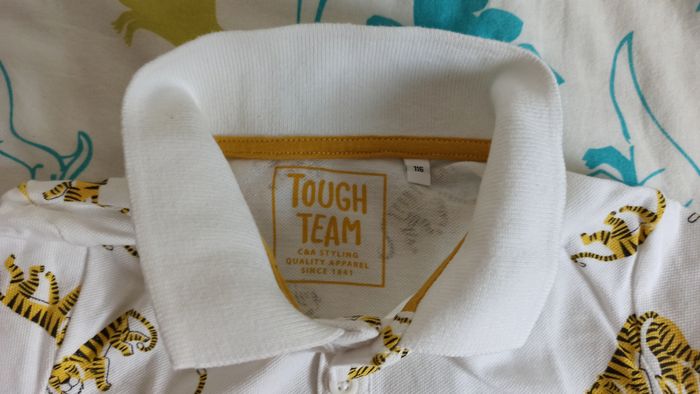 116
TOUGH
TEAM
C&A STYLING
QUALITY APPAREL
SINCE 1841